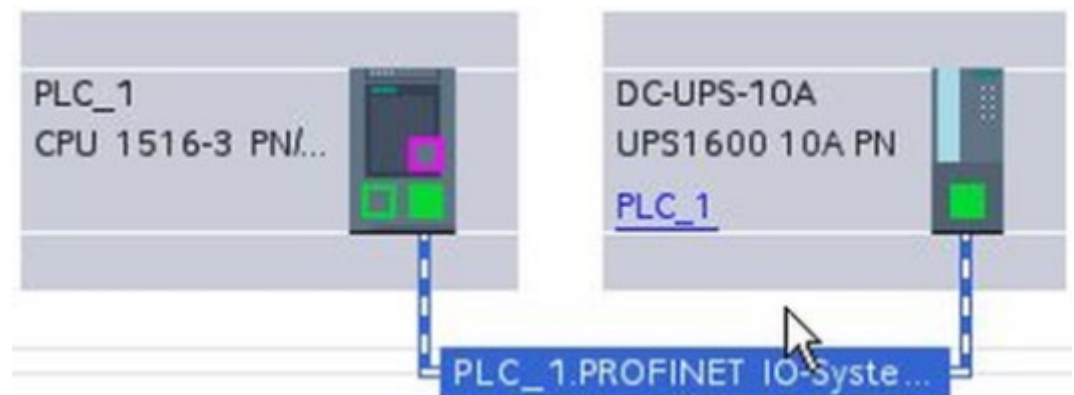 PLC_1
CPU 1516-3 PN/...
DC-UPS-10A
UPS1600 10A PN
PLC_1
PLC_1.PROFINET IO-Syste...